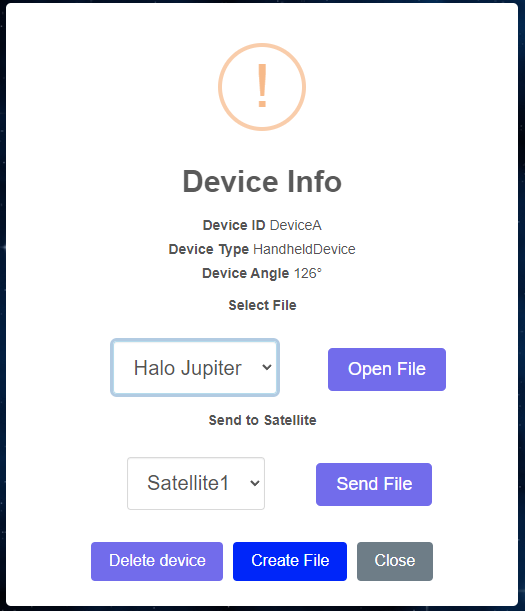 !
Device Info
Device ID DeviceA
Device Type HandheldDevice
Device Angle 126°
Select File
Halo Jupiter Open File
Send to Satellite
Satellite1 Send File
Delete device Create File Close